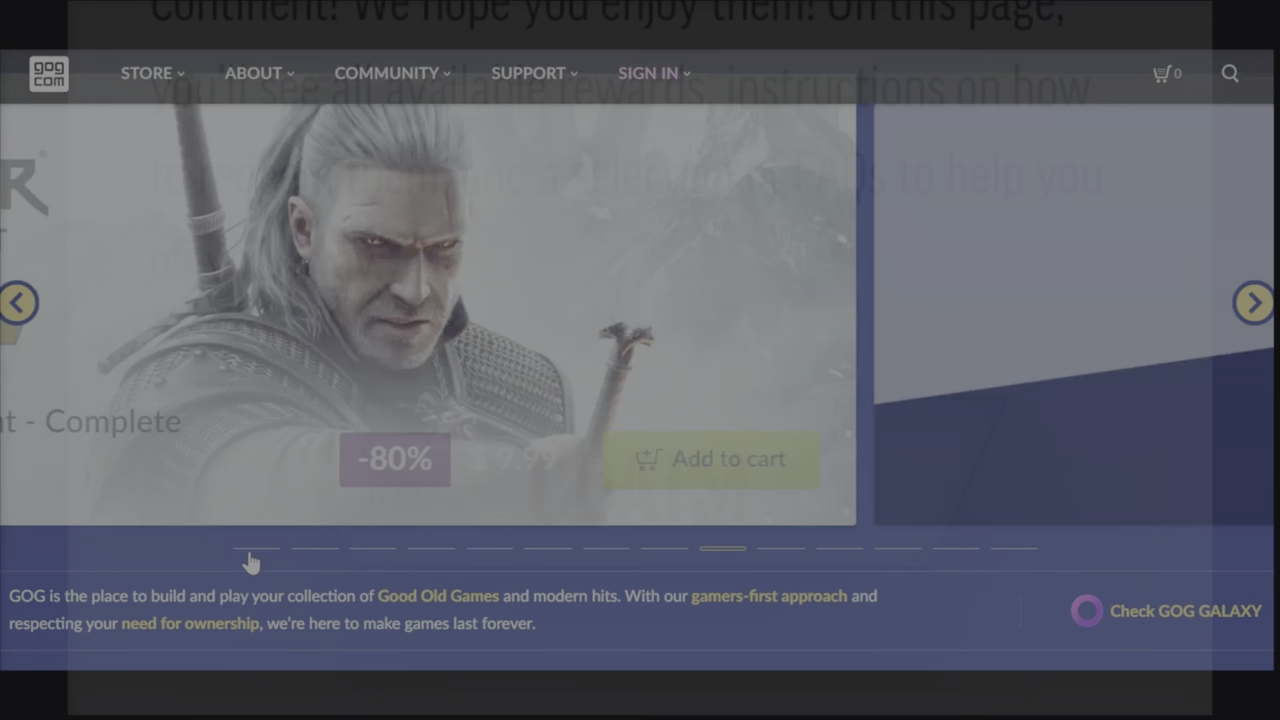 Continent! We hope you enjoy them! On this page,
gog
com
STORE
ABOUT
COMMUNITY
SUPPORT
SIGN IN
0
you'll see all available rewards, instructions on how
to help you
R
nt - Complete
-80%
$9.99
Add to cart
GOG is the place to build and play your collection of Good Old Games and modern hits. With our gamers-first approach and
respecting your need for ownership, we're here to make games last forever.
Check GOG GALAXY